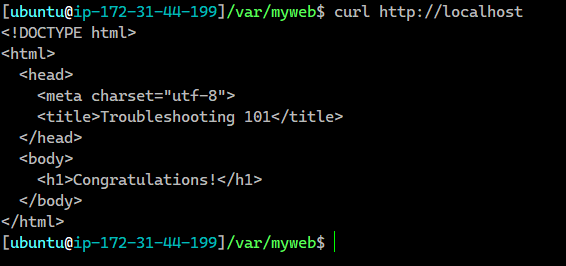 [ubuntu@ip-172-31-44-199]/var/myweb$ curl http://localhost
<!DOCTYPE html>
<html>
  <head>
    <meta charset="utf-8">
    <title>Troubleshooting 101</title>
  </head>
  <body>
    <h1>Congratulations!</h1>
  </body>
</html>
[ubuntu@ip-172-31-44-199]/var/myweb$